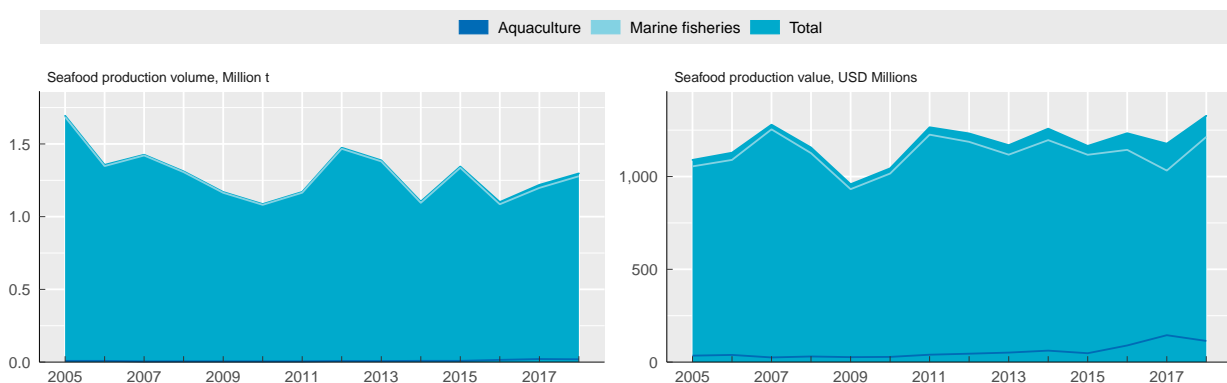 Aquaculture Marine fisheries Total
Seafood production volume, Million t
1.5
1.0
0.5
0.0
2005 2007 2009 2011 2013 2015 2017
Seafood production value, USD Millions
1,000
500
0
2005 2007 2009 2011 2013 2015 2017